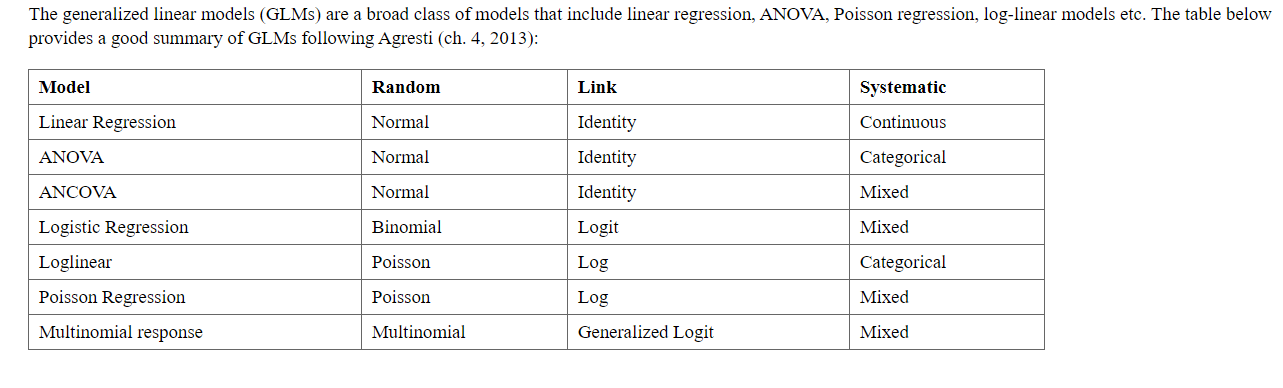 The generalized linear models (GLMs) are a broad class of models that include linear regression, ANOVA, Poisson regression, log-linear models etc. The table below
provides a good summary of GLMs following Agresti (ch. 4, 2013):
Model Random Link Systematic
Linear Regression Normal Identity Continuous
ANOVA Normal Identity Categorical
ANCOVA Normal Identity Mixed
Logistic Regression Binomial Logit Mixed
Loglinear Poisson Log Categorical
Poisson Regression Poisson Log Mixed
Multinomial response Multinomial Generalized Logit Mixed